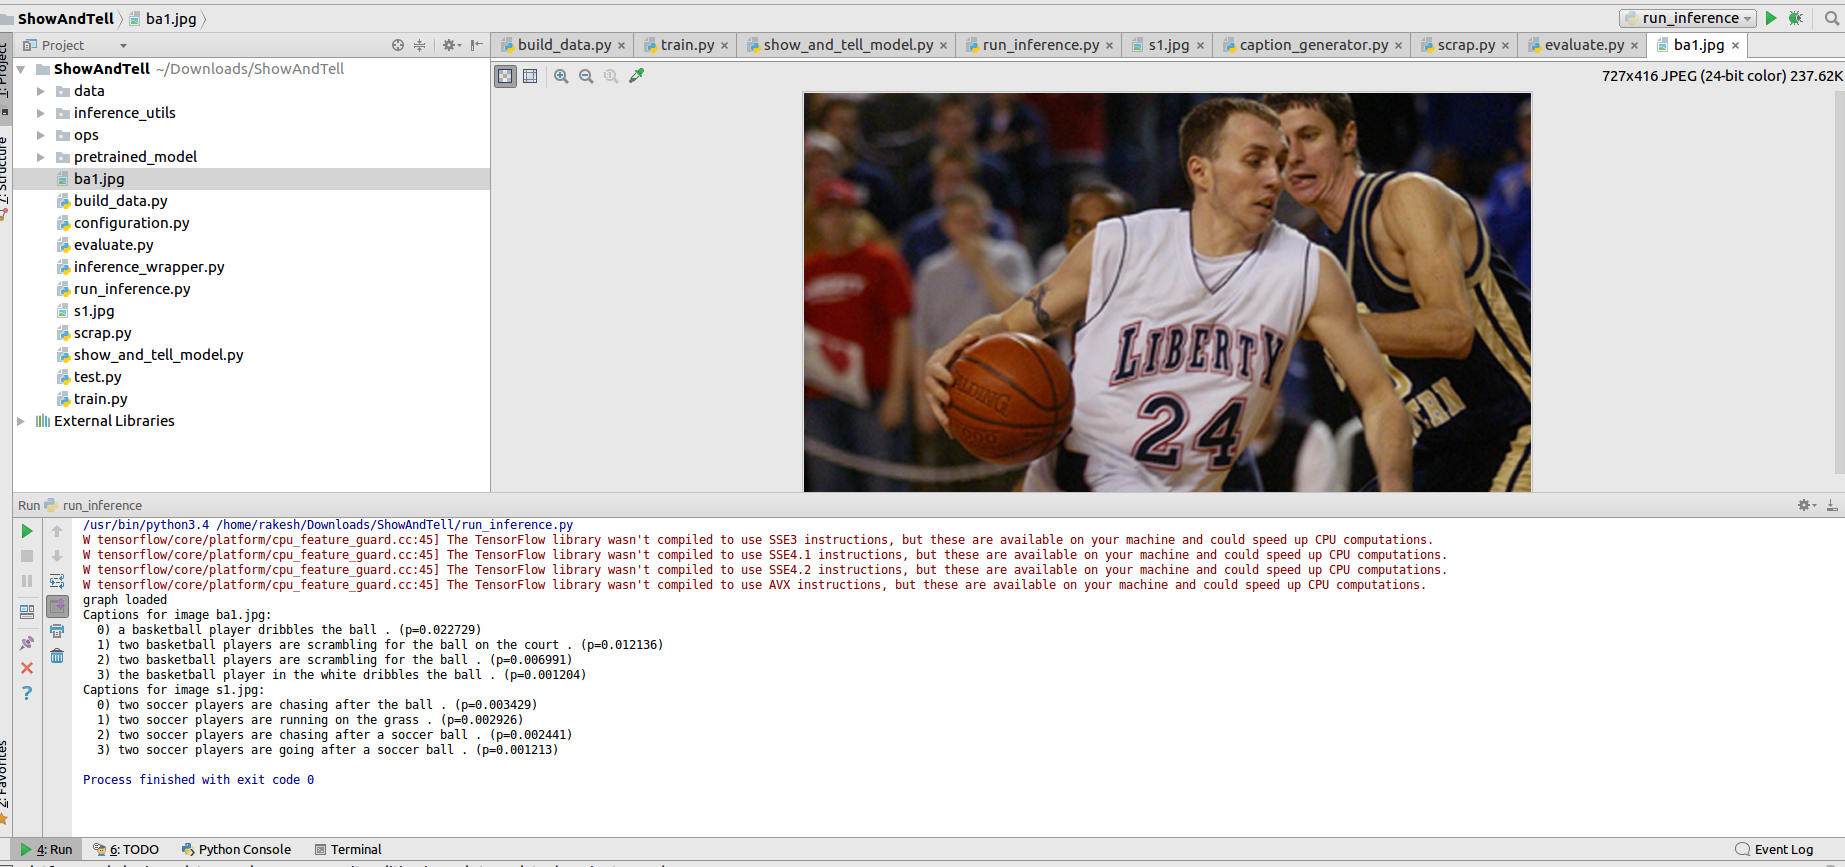 ShowAndTell ba1.jpg
run_inference
Project
build_data.py
train.py
show_and_tell_model.py
run_inference.py
s1.jpg
caption_generator.py
scrap.py
evaluate.py
ba1.jpg
1: Project
7: Structure
2: Favorites
ShowAndTell ~/Downloads/ShowAndTell
data
inference_utils
ops
pretrained_model
ba1.jpg
build_data.py
configuration.py
evaluate.py
inference_wrapper.py
run_inference.py
s1.jpg
scrap.py
show_and_tell_model.py
test.py
train.py
External Libraries
727x416 JPEG (24-bit color) 237.62K
LIBERTY
24
SPALDING
Run run_inference
/usr/bin/python3.4 /home/rakesh/Downloads/ShowAndTell/run_inference.py
W tensorflow/core/platform/cpu_feature_guard.cc:45] The TensorFlow library wasn't compiled to use SSE3 instructions, but these are available on your machine and could speed up CPU computations.
W tensorflow/core/platform/cpu_feature_guard.cc:45] The TensorFlow library wasn't compiled to use SSE4.1 instructions, but these are available on your machine and could speed up CPU computations.
W tensorflow/core/platform/cpu_feature_guard.cc:45] The TensorFlow library wasn't compiled to use SSE4.2 instructions, but these are available on your machine and could speed up CPU computations.
W tensorflow/core/platform/cpu_feature_guard.cc:45] The TensorFlow library wasn't compiled to use AVX instructions, but these are available on your machine and could speed up CPU computations.
graph loaded
Captions for image ba1.jpg:
0) a basketball player dribbles the ball . (p=0.022729)
1) two basketball players are scrambling for the ball on the court . (p=0.012136)
2) two basketball players are scrambling for the ball . (p=0.006991)
3) the basketball player in the white dribbles the ball . (p=0.001204)
Captions for image s1.jpg:
0) two soccer players are chasing after the ball . (p=0.003429)
1) two soccer players are running on the grass . (p=0.002926)
2) two soccer players are chasing after a soccer ball . (p=0.002441)
3) two soccer players are going after a soccer ball . (p=0.001213)
Process finished with exit code 0
4: Run
6: TODO
Python Console
Terminal
Event Log